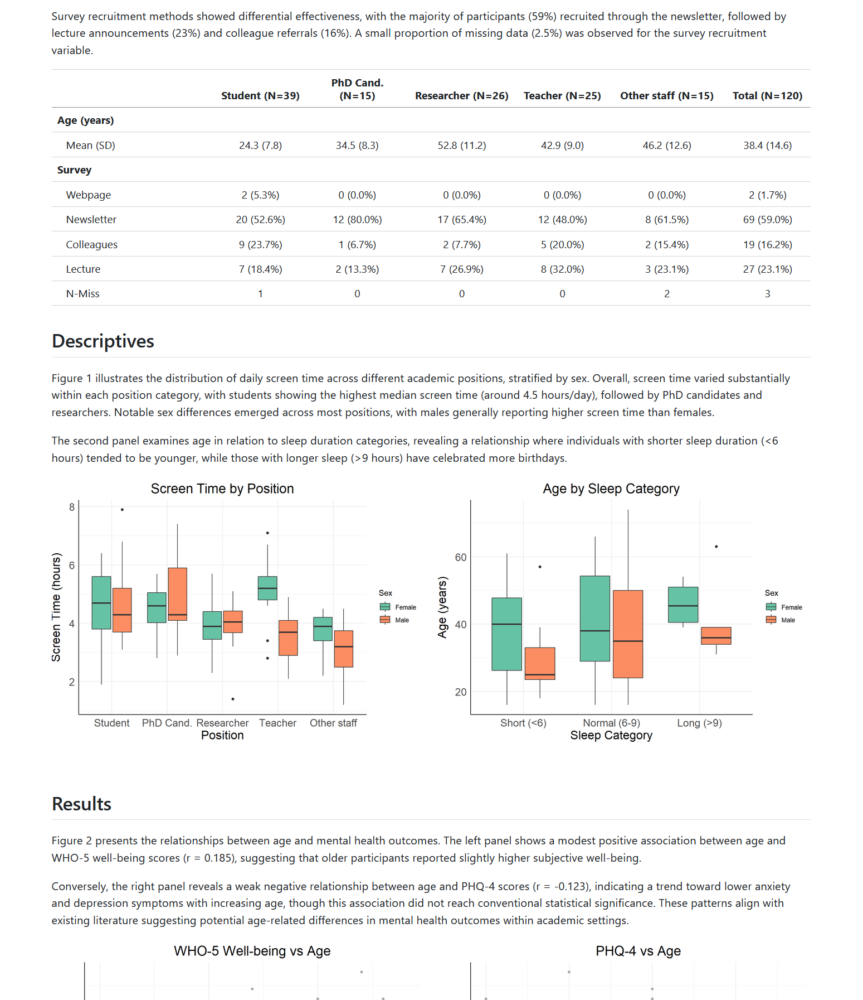 Survey recruitment methods showed differential effectiveness, with the majority of participants (59%) recruited through the newsletter, followed by
lecture announcements (23%) and colleague referrals (16%). A small proportion of missing data (2.5%) was observed for the survey recruitment
variable.
Student (N=39) PhD Cand. (N=15) Researcher (N=26) Teacher (N=25) Other staff (N=15) Total (N=120)
Age (years)
Mean (SD) 24.3 (7.8) 34.5 (8.3) 52.8 (11.2) 42.9 (9.0) 46.2 (12.6) 38.4 (14.6)
Survey
Webpage 2 (5.3%) 0 (0.0%) 0 (0.0%) 0 (0.0%) 0 (0.0%) 2 (1.7%)
Newsletter 20 (52.6%) 12 (80.0%) 17 (65.4%) 12 (48.0%) 8 (61.5%) 69 (59.0%)
Colleagues 9 (23.7%) 1 (6.7%) 2 (7.7%) 5 (20.0%) 2 (15.4%) 19 (16.2%)
Lecture 7 (18.4%) 2 (13.3%) 7 (26.9%) 8 (32.0%) 3 (23.1%) 27 (23.1%)
N-Miss 1 0 0 0 2 3
Descriptives
Figure 1 illustrates the distribution of daily screen time across different academic positions, stratified by sex. Overall, screen time varied substantially
within each position category, with students showing the highest median screen time (around 4.5 hours/day), followed by PhD candidates and
researchers. Notable sex differences emerged across most positions, with males generally reporting higher screen time than females.
The second panel examines age in relation to sleep duration categories, revealing a relationship where individuals with shorter sleep duration (<6
hours) tended to be younger, while those with longer sleep (>9 hours) have celebrated more birthdays.
Screen Time by Position
Screen Time (hours)
8
6
4
2
Student PhD Cand. Researcher Teacher Other staff
Position
Sex
Female
Male
Age by Sleep Category
Age (years)
60
40
20
Short (<6) Normal (6-9) Long (>9)
Sleep Category
Sex
Female
Male
Results
Figure 2 presents the relationships between age and mental health outcomes. The left panel shows a modest positive association between age and
WHO-5 well-being scores (r = 0.185), suggesting that older participants reported slightly higher subjective well-being.
Conversely, the right panel reveals a weak negative relationship between age and PHQ-4 scores (r = -0.123), indicating a trend toward lower anxiety
and depression symptoms with increasing age, though this association did not reach conventional statistical significance. These patterns align with
existing literature suggesting potential age-related differences in mental health outcomes within academic settings.
WHO-5 Well-being vs Age
PHQ-4 vs Age